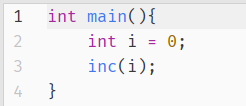 1 int main(){
2     int i = 0;
3     inc(i);
4 }